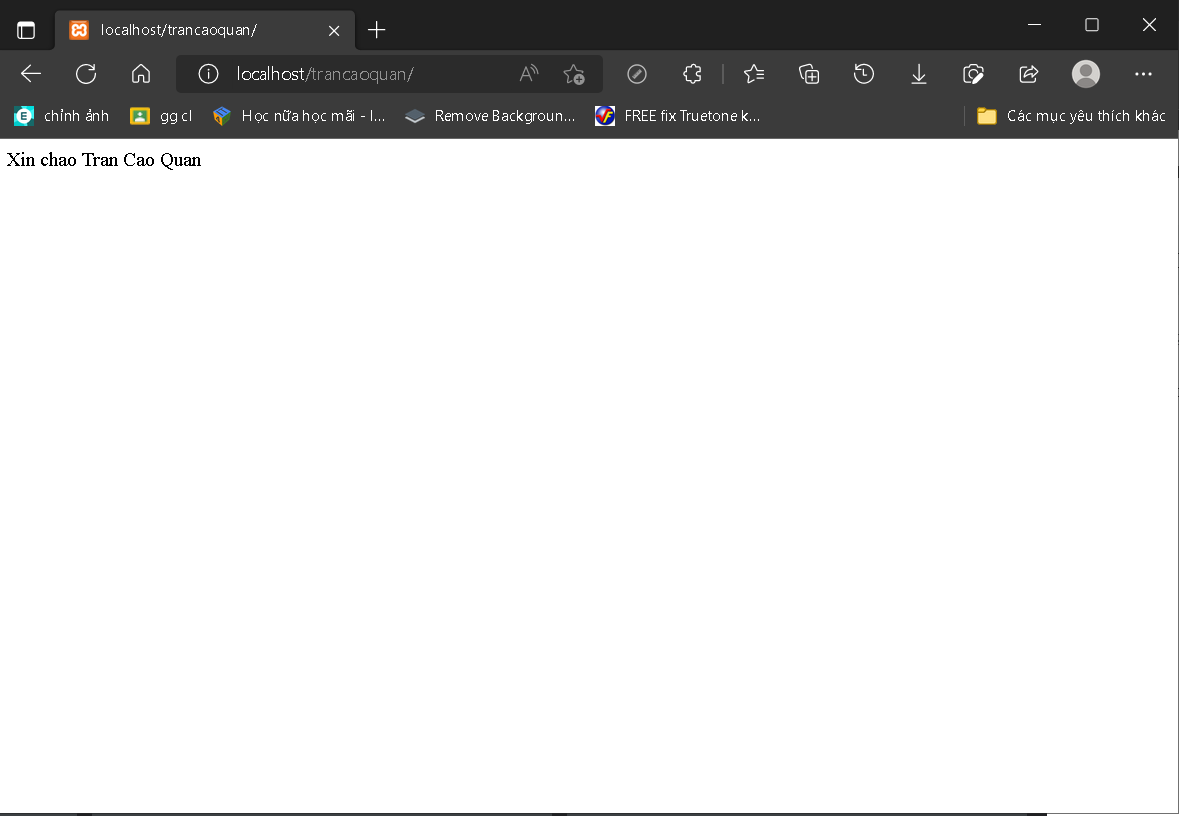 localhost/trancaoquan/
localhost/trancaoquan/
chỉnh ảnh gg cl Học nữa học mãi - I... Remove Backgroun... FREE fix Truetone k... Các mục yêu thích khác
Xin chao Tran Cao Quan